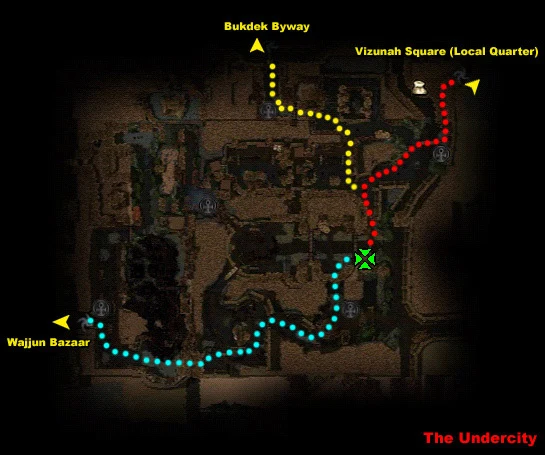 Bukdek Byway
Vizunah Square (Local Quarter)
Wajjun Bazaar
The Undercity